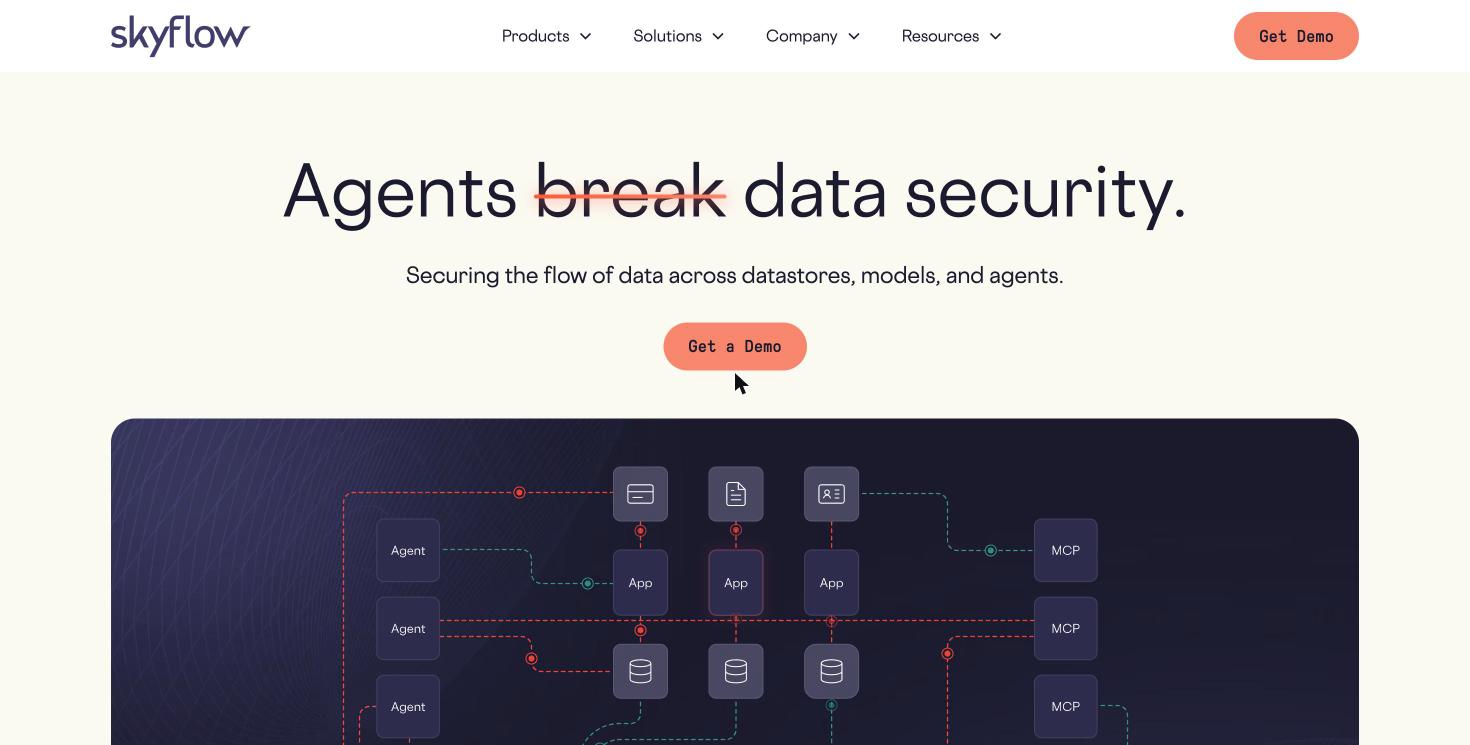 skyflow
Products
Solutions
Company
Resources
Get Demo
Agents break data security.
Securing the flow of data across datastores, models, and agents.
Get a Demo
Agent
App
App
App
MCP
Agent
MCP
Agent
MCP